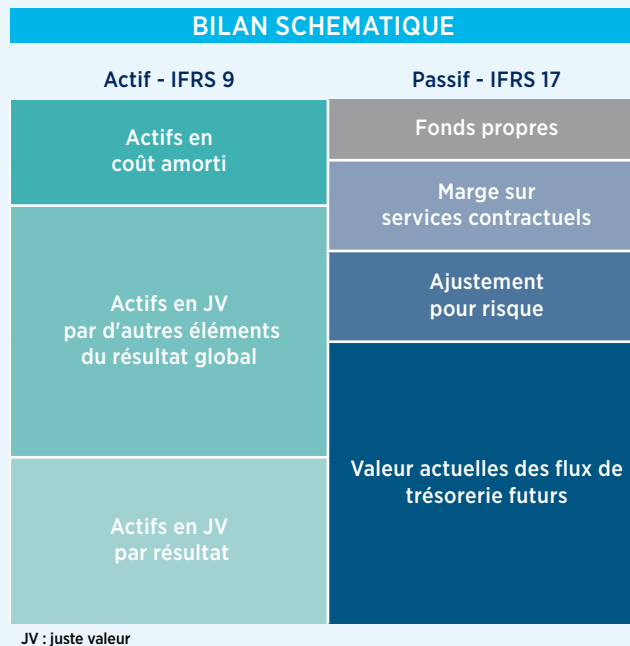 BILAN SCHEMATIQUE
Actif - IFRS 9
Passif - IFRS 17
Actifs en
coût amorti
Actifs en JV
par d'autres éléments
du résultat global
Actifs en JV
par résultat
Fonds propres
Marge sur
services contractuels
Ajustement
pour risque
Valeur actuelles des flux de
trésorerie futurs
JV : juste valeur